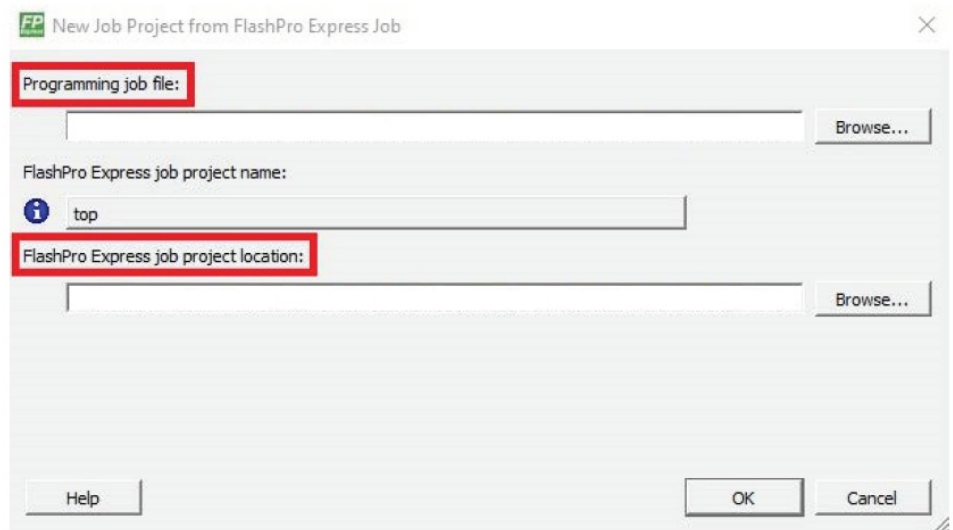 FP Express New Job Project from FlashPro Express Job
Programming job file:
Browse...
FlashPro Express job project name:
top
FlashPro Express job project location:
Browse...
Help OK Cancel